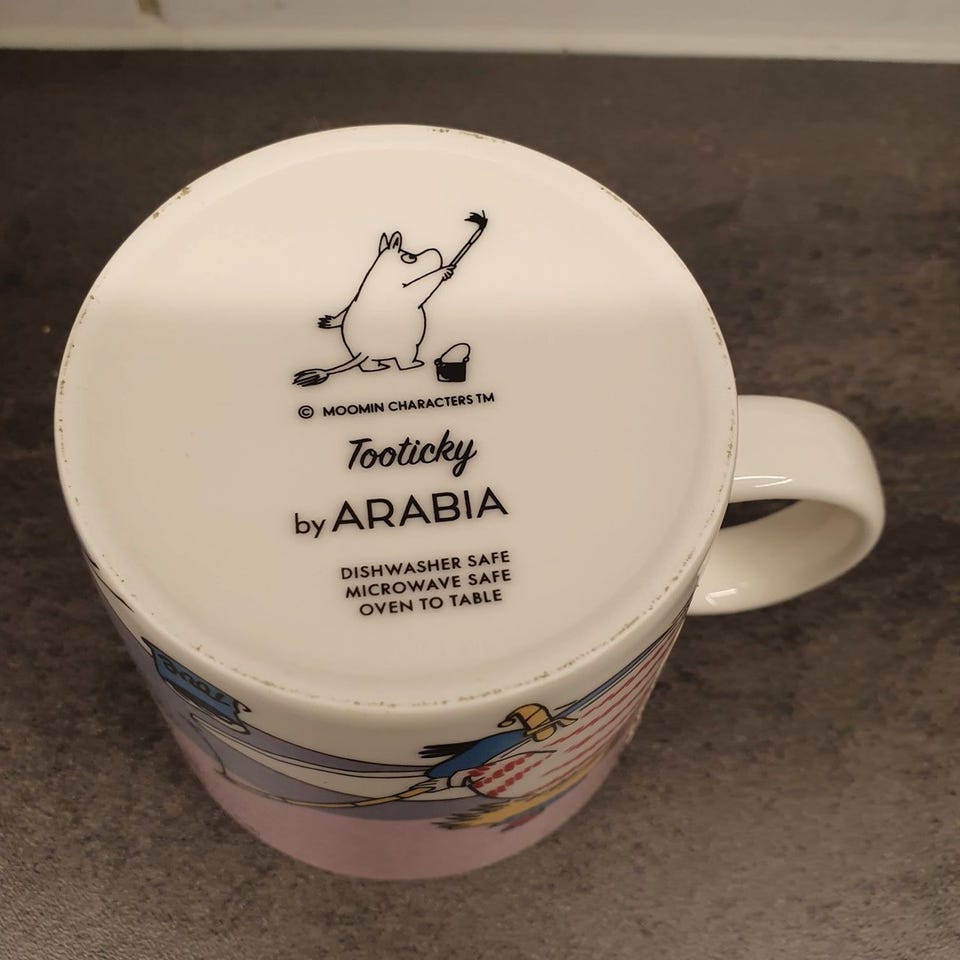 © MOOMIN CHARACTERS TM
Tooticky
by ARABIA
DISHWASHER SAFE
MICROWAVE SAFE
OVEN TO TABLE